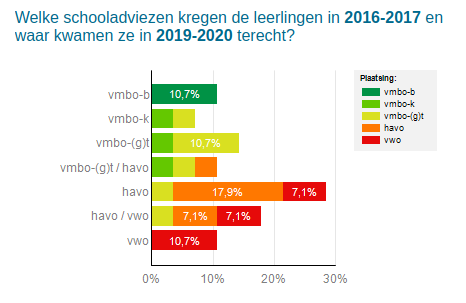 Welke schooladviezen kregen de leerlingen in 2016-2017 en
waar kwamen ze in 2019-2020 terecht?
Plaatsing:
vmbo-b
vmbo-k
vmbo-(g)t
havo
vwo
vmbo-b 10,7%
vmbo-k
vmbo-(g)t 10,7%
vmbo-(g)t / havo
havo 17,9% 7,1%
havo / vwo 7,1% 7,1%
vwo 10,7%
0% 10% 20% 30%